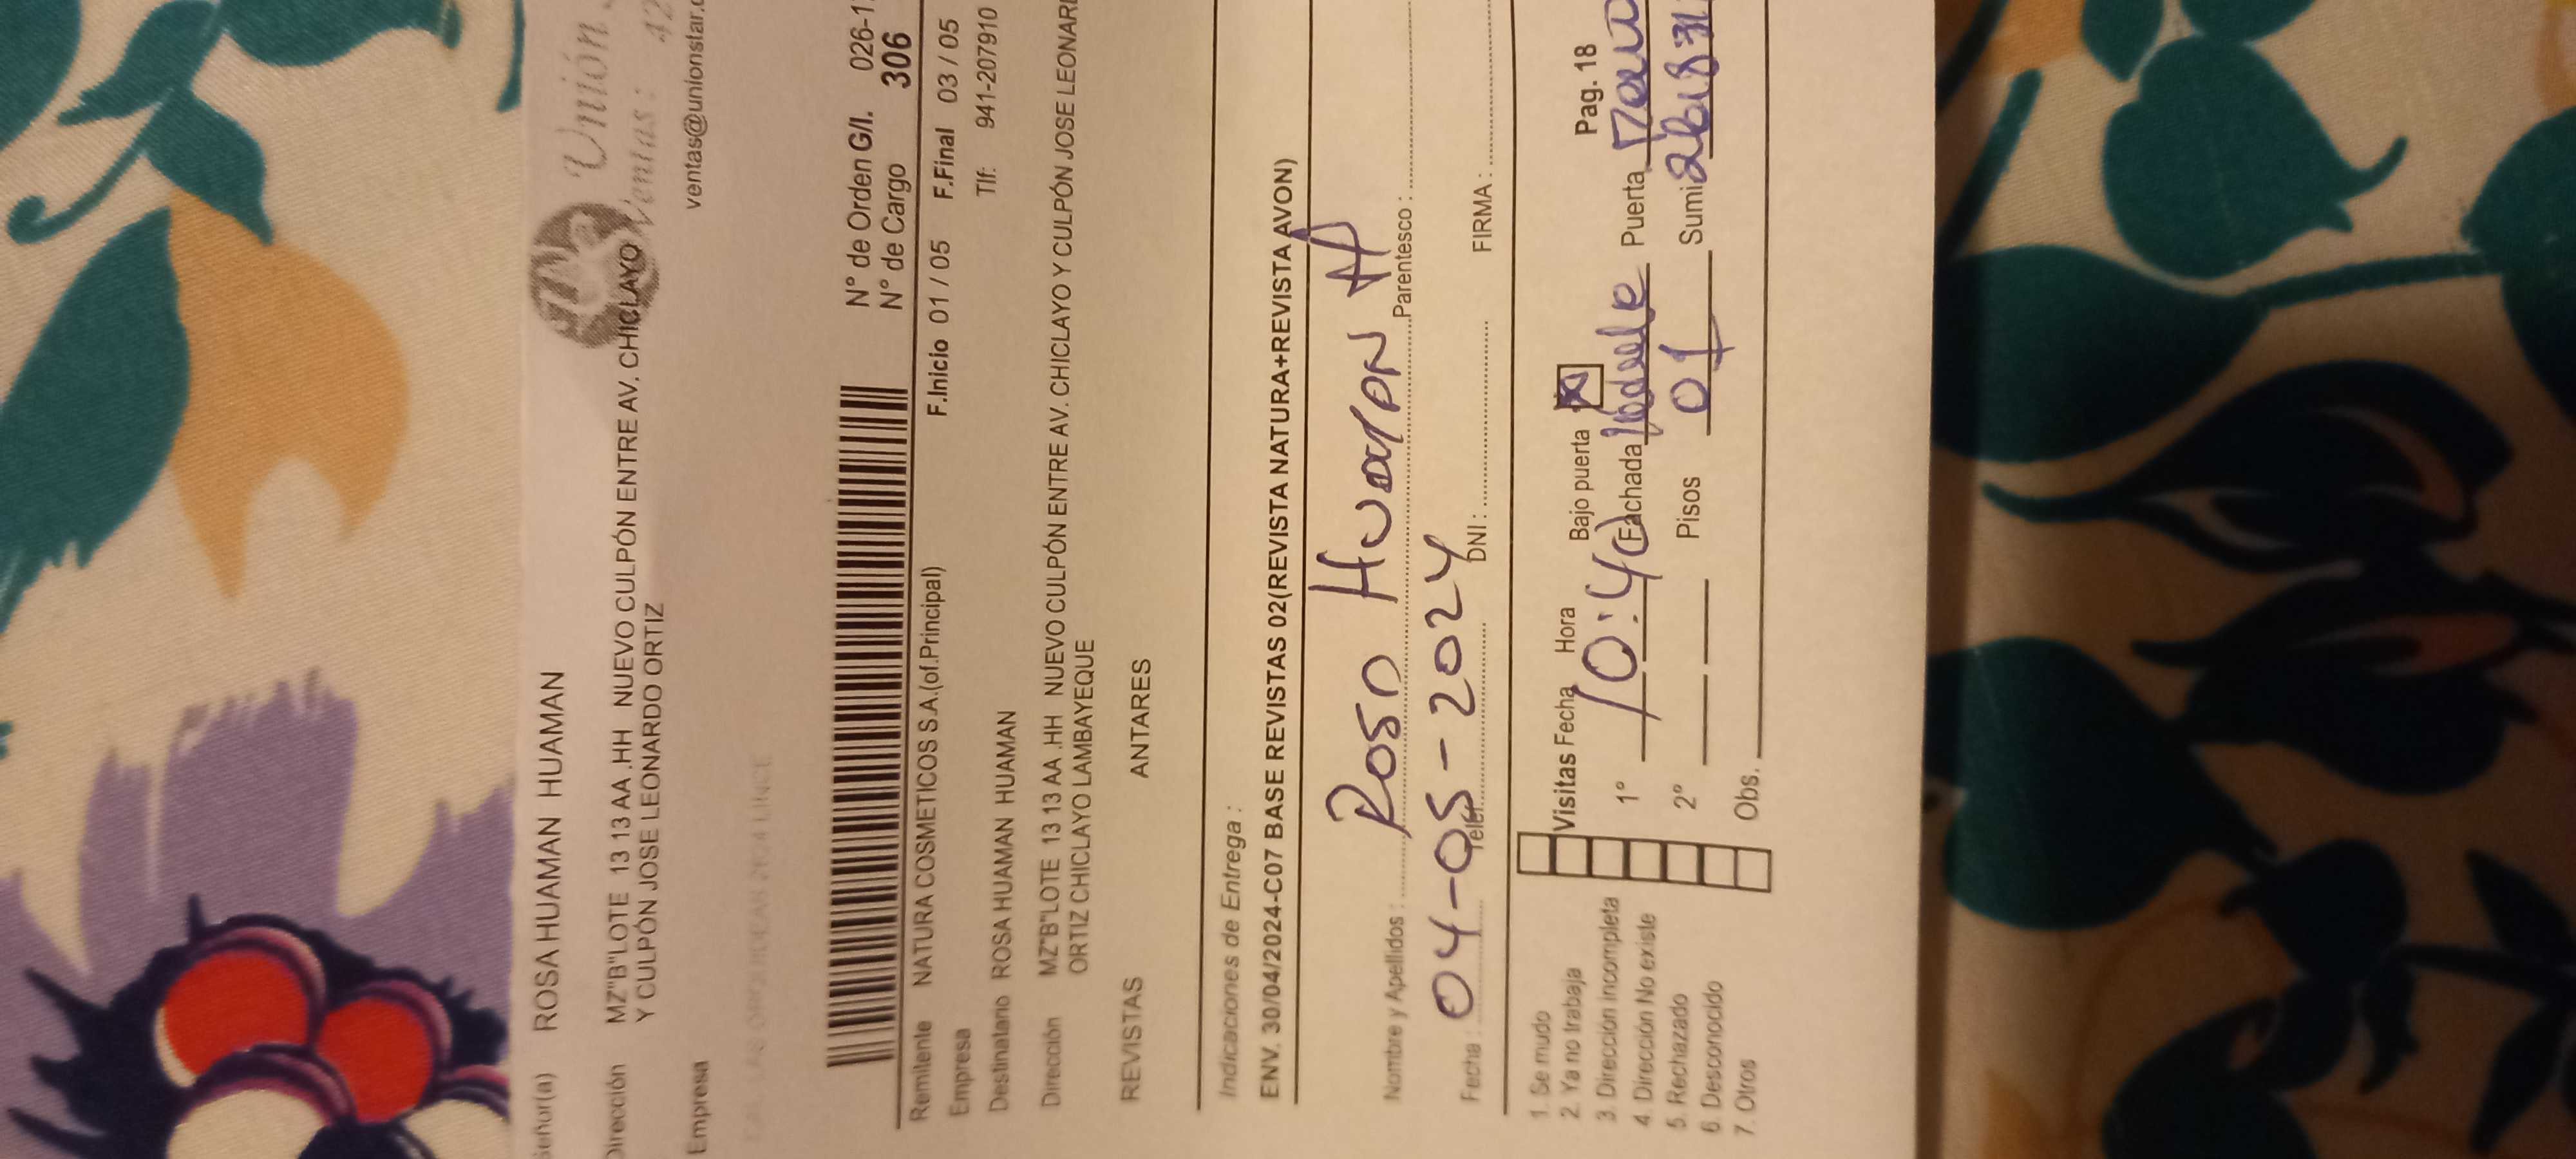 Señor(a) ROSA HUAMAN HUAMAN
Dirección MZ"B"LOTE 13 13 AA .HH NUEVO CULPÓN ENTRE AV. CHICLAYO
Y CULPÓN JOSE LEONARDO ORTIZ
Empresa
Unión
Ventas : 42
ventas@unionstar.c
N° de Orden G/I. 026-1
N° de Cargo 306
Remitente NATURA COSMETICOS S.A.(of.Principal) F.Inicio 01 / 05 F.Final 03 / 05
Empresa
Destinatario ROSA HUAMAN HUAMAN Tlf: 941-207910
Dirección MZ"B"LOTE 13 13 AA .HH NUEVO CULPÓN ENTRE AV. CHICLAYO Y CULPÓN JOSE LEONAR
ORTIZ CHICLAYO LAMBAYEQUE
REVISTAS ANTARES
Indicaciones de Entrega :
ENV. 30/04/2024-C07 BASE REVISTAS 02(REVISTA NATURA+REVISTA AVON)
Nombre y Apellidos : Rosa Huaman H Parentesco :
Fecha : 04-05-2024 Telef DNI : FIRMA :
1. Se mudo
2. Ya no trabaja
3. Dirección incompleta
4. Dirección No existe
5. Rechazado
6. Desconocido
7. Otros
Visitas Fecha Hora Bajo puerta Pag. 18
1° 10:40 Fachada Puerta
2° Pisos 01 Sumi
Obs.